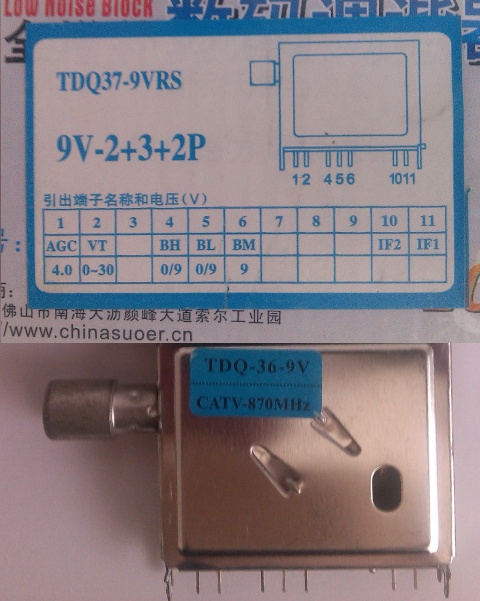 Low Noise Block
TDQ37-9VRS
9V-2+3+2P
12 456 1011
引出端子名称和电压(V)
1 2 3 4 5 6 7 8 9 10 11
AGC VT BH BL BM IF2 IF1
4.0 0~30 0/9 0/9 9
佛山市南海大沥颜峰大道索尔工业园
//www.chinasuoer.cn
TDQ-36-9V
CATV-870MHz